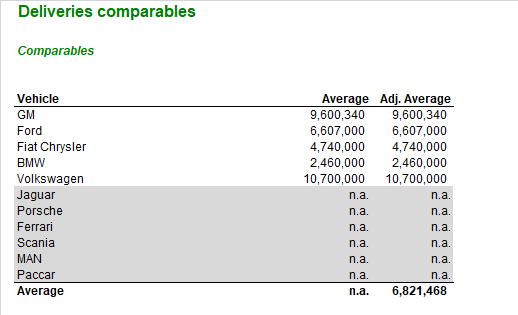 Deliveries comparables
Comparables
Vehicle Average Adj. Average
GM 9,600,340 9,600,340
Ford 6,607,000 6,607,000
Fiat Chrysler 4,740,000 4,740,000
BMW 2,460,000 2,460,000
Volkswagen 10,700,000 10,700,000
Jaguar n.a. n.a.
Porsche n.a. n.a.
Ferrari n.a. n.a.
Scania n.a. n.a.
MAN n.a. n.a.
Paccar n.a. n.a.
Average n.a. 6,821,468